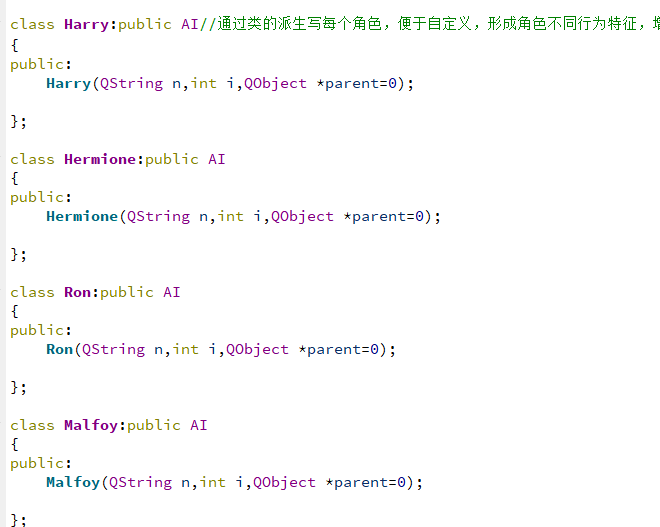 class Harry:public AI//通过类的派生写每个角色，便于自定义，形成角色不同行为特征，
{
public:
    Harry(QString n,int i,QObject *parent=0);
};
class Hermione:public AI
{
public:
    Hermione(QString n,int i,QObject *parent=0);
};
class Ron:public AI
{
public:
    Ron(QString n,int i,QObject *parent=0);
};
class Malfoy:public AI
{
public:
    Malfoy(QString n,int i,QObject *parent=0);
};